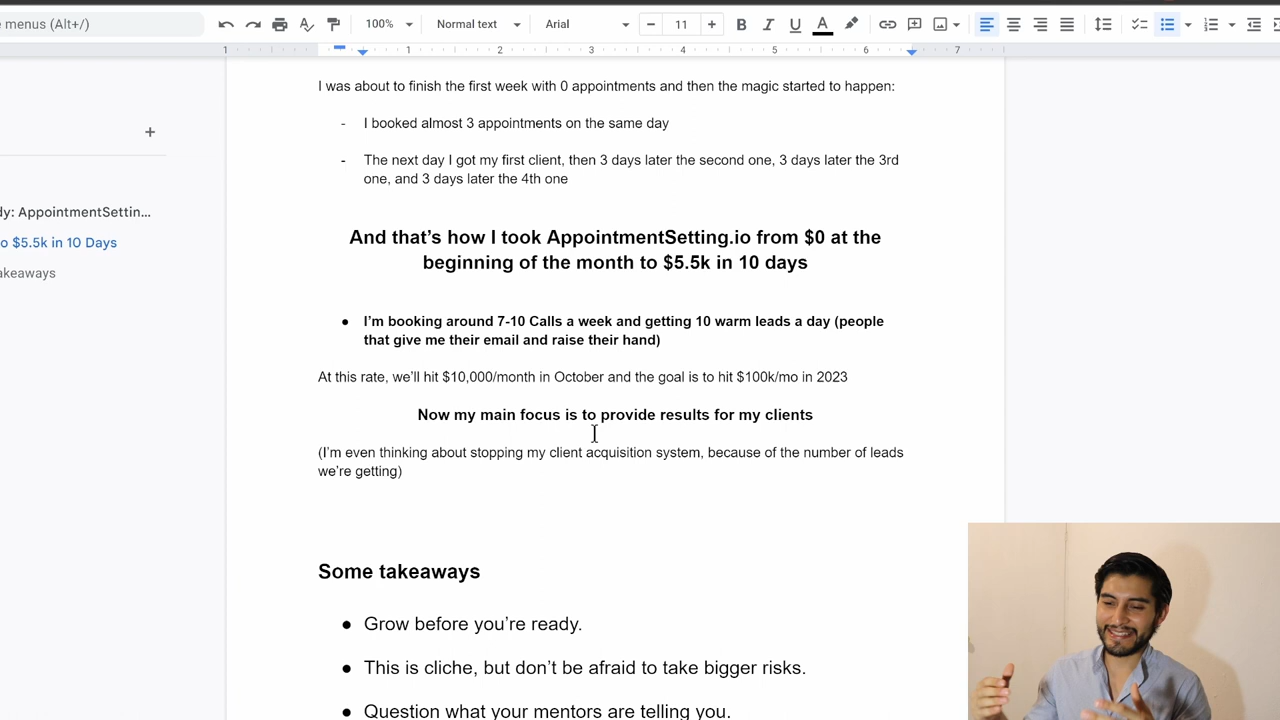 e menus (Alt+/)
100%
Normal text
Arial
11
B I U A
1 1 2 3 4 5 6 7
I was about to finish the first week with 0 appointments and then the magic started to happen:
- I booked almost 3 appointments on the same day
- The next day I got my first client, then 3 days later the second one, 3 days later the 3rd
one, and 3 days later the 4th one
dy: AppointmentSettin...
o $5.5k in 10 Days
akeaways
And that's how I took AppointmentSetting.io from $0 at the
beginning of the month to $5.5k in 10 days
● I'm booking around 7-10 Calls a week and getting 10 warm leads a day (people
that give me their email and raise their hand)
At this rate, we'll hit $10,000/month in October and the goal is to hit $100k/mo in 2023
Now my main focus is to provide results for my clients
(I'm even thinking about stopping my client acquisition system, because of the number of leads
we're getting)
Some takeaways
● Grow before you're ready.
● This is cliche, but don't be afraid to take bigger risks.
● Question what your mentors are telling you.